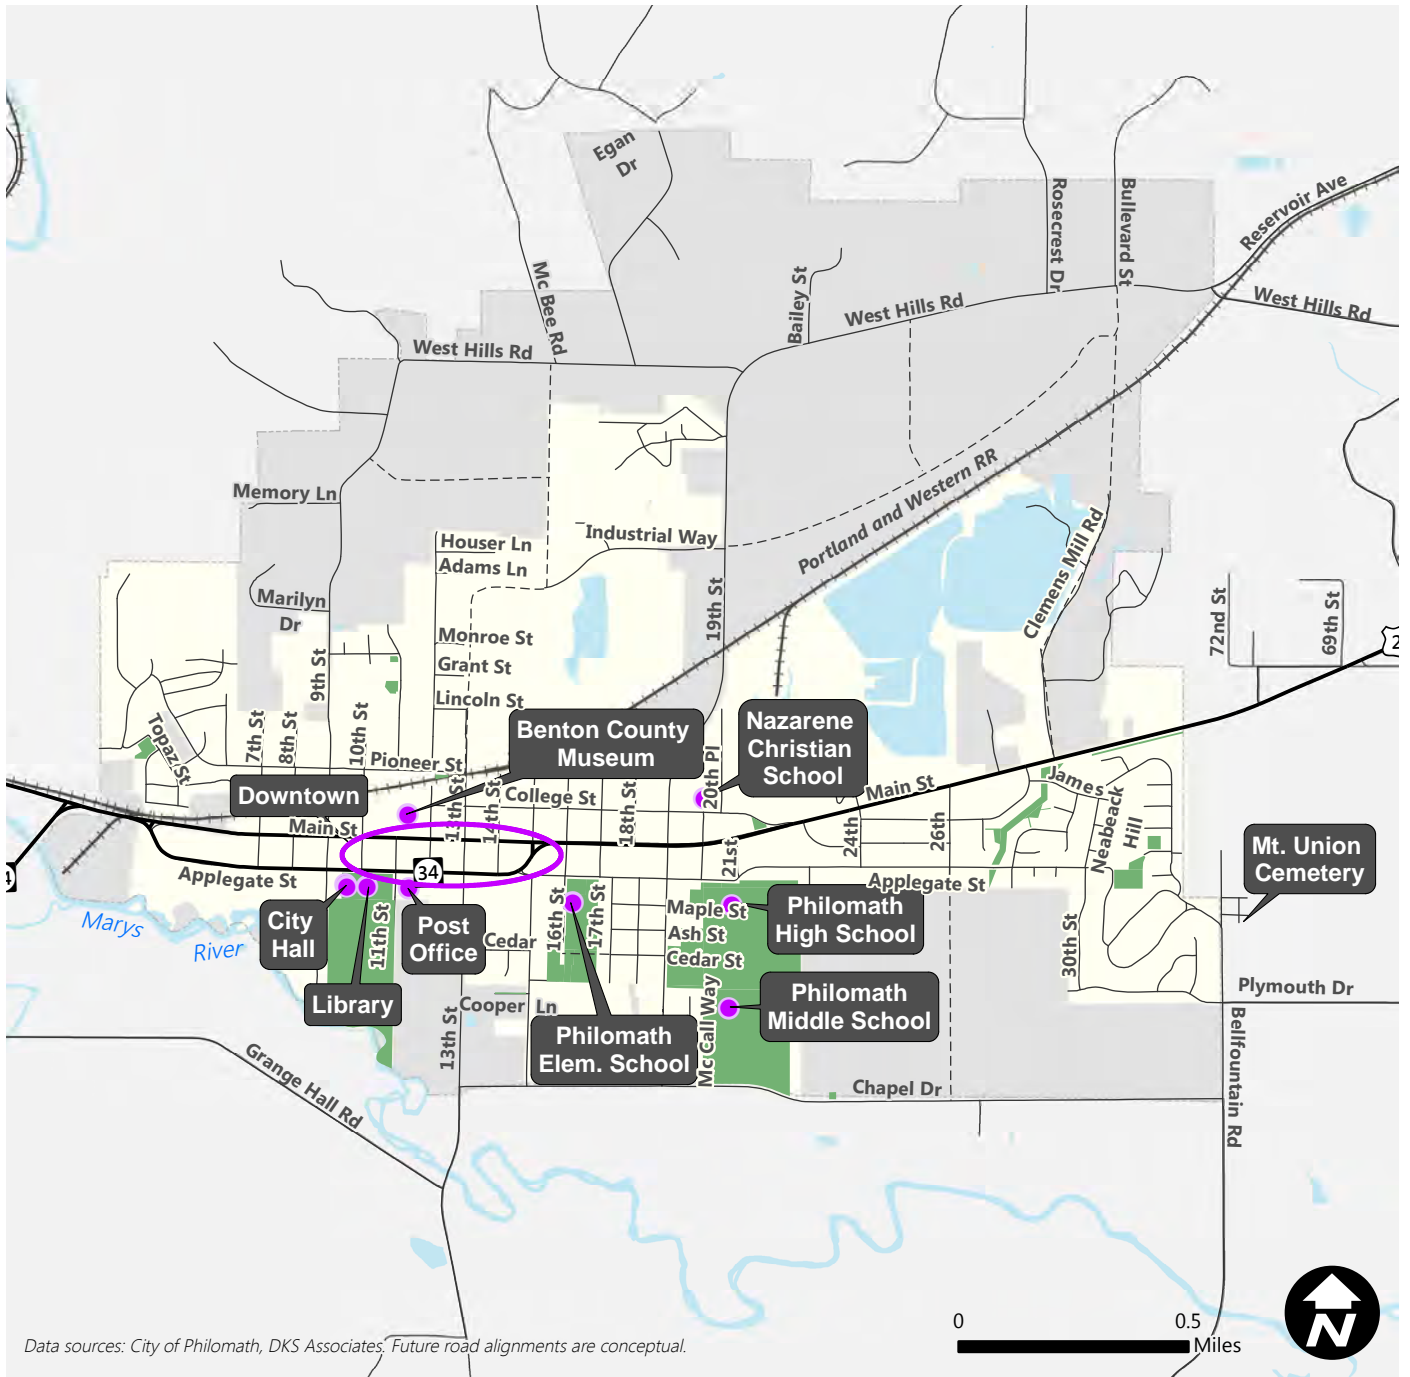 Egan
Dr
Mc Bee Rd
Rosecrest Dr
Bullevard St
Reservoir Ave
Bailey St
West Hills Rd
West Hills Rd
West Hills Rd
Portland and Western RR
Memory Ln
Houser Ln
Adams Ln
Industrial Way
Clemens Mill Rd
Marilyn
Dr
Monroe St
Grant St
Lincoln St
19th St
72nd St
69th St
2
9th St
7th St
8th St
10th St
Topaz St
Pioneer St
Benton County
Museum
Nazarene
Christian
School
20th Pl
Downtown
Main St
13th St
14th St
College St
18th St
Main St
24th
26th
James
Neabeack
Hill
Mt. Union
Cemetery
34
4
21st
Applegate St
Applegate St
Marys
River
City
Hall
11th St
Post
Office
Library
Cedar
Cooper Ln
13th St
16th St
17th St
Maple St
Ash St
Cedar St
Philomath
High School
Philomath
Middle School
Philomath
Elem. School
Mc Call Way
30th St
Plymouth Dr
Bellfountain Rd
Chapel Dr
Grange Hall Rd
Data sources: City of Philomath, DKS Associates. Future road alignments are conceptual.
0
0.5
Miles
N